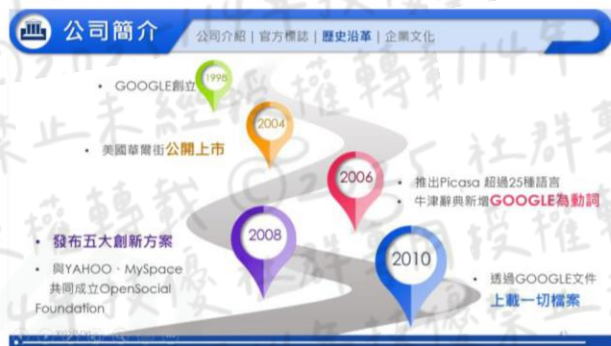 公司簡介
公司介紹 | 官方標誌 | 歷史沿革 | 企業文化
• GOOGLE創立
1998
2004
• 美國華爾街公開上市
2006
• 推出Picasa 超過25種語言
• 牛津辭典新增GOOGLE為動詞
• 發布五大創新方案
2008
• 與YAHOO、MySpace
共同成立OpenSocial
Foundation
2010
• 透過GOOGLE文件
上載一切檔案